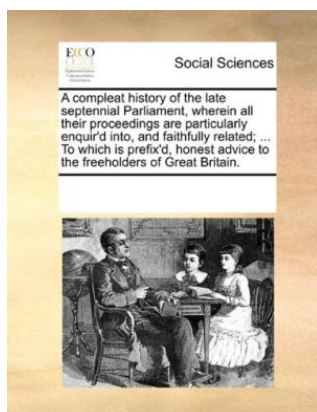 ECCO
Social Sciences
A compleat history of the late
septennial Parliament, wherein all
their proceedings are particularly
enquir'd into, and faithfully related; ...
To which is prefix'd, honest advice to
the freeholders of Great Britain.